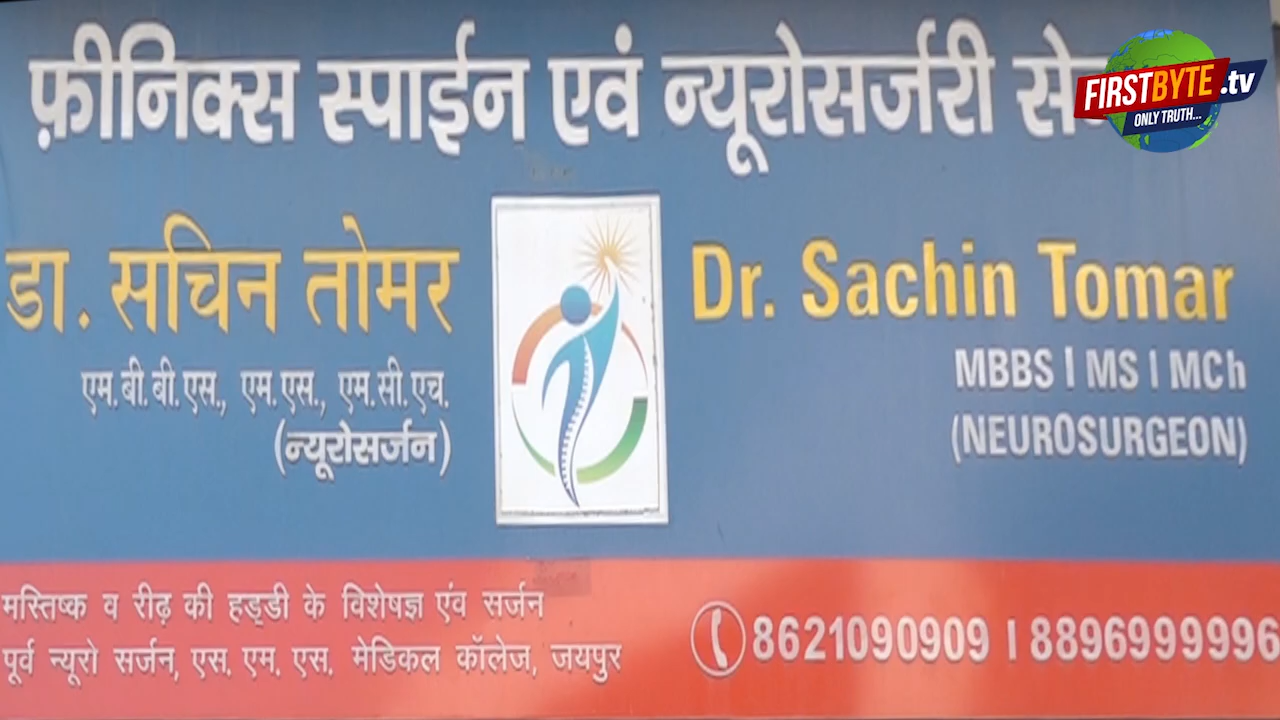 फ़ीनिक्स स्पाईन एवं न्यूरोसर्जरी
FIRSTBYTE.tv
ONLY TRUTH...
डा. सचिन तोमर
एम.बी.बी.एस., एम.एस., एम.सी.एच.
(न्यूरोसर्जन)
Dr. Sachin Tomar
MBBS | MS | MCh
(NEUROSURGEON)
मस्तिष्क व रीढ़ की हड्डी के विशेषज्ञ एंव सर्जन
पूर्व न्यूरो सर्जन, एस. एम. एस. मेडिकल कॉलेज, जयपुर
8621090909 | 8896999996